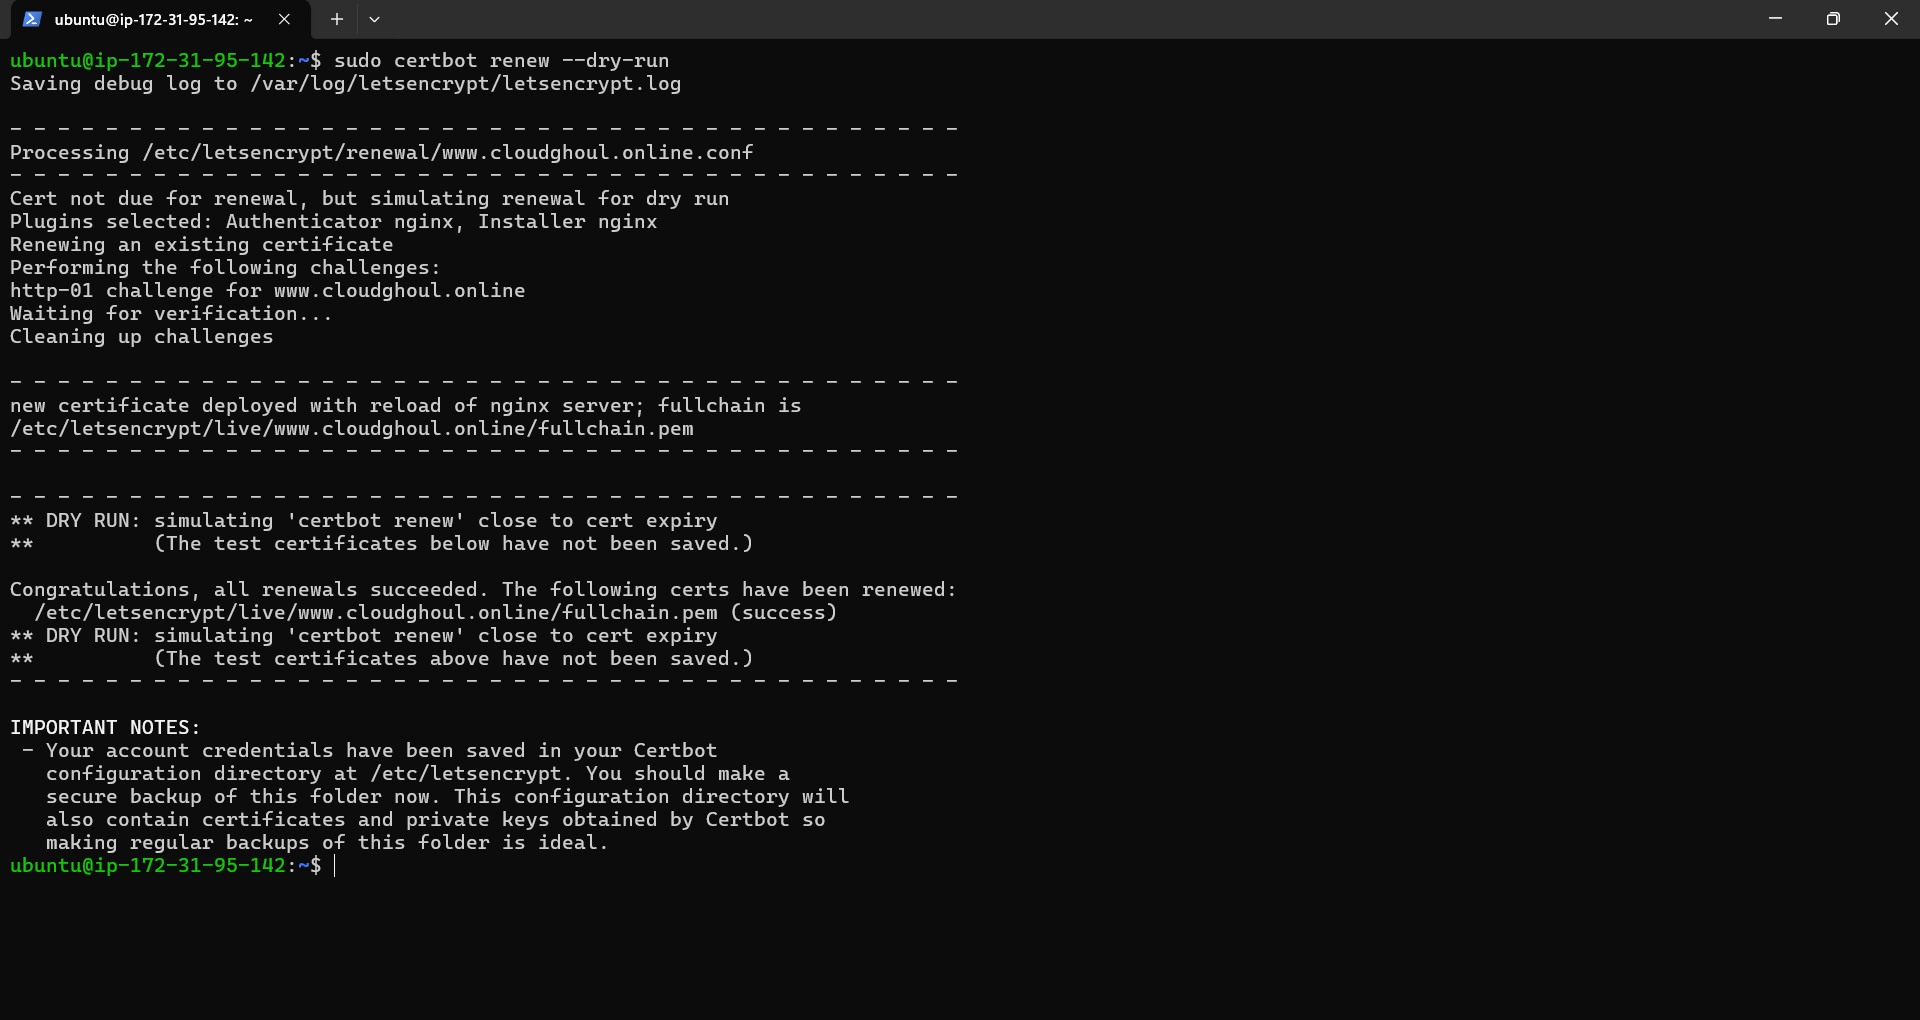 ubuntu@ip-172-31-95-142: ~
ubuntu@ip-172-31-95-142:~$ sudo certbot renew --dry-run
Saving debug log to /var/log/letsencrypt/letsencrypt.log
- - - - - - - - - - - - - - - - - - - - - - - - - - - - - - - - - - - - - - - -
Processing /etc/letsencrypt/renewal/www.cloudghoul.online.conf
- - - - - - - - - - - - - - - - - - - - - - - - - - - - - - - - - - - - - - - -
Cert not due for renewal, but simulating renewal for dry run
Plugins selected: Authenticator nginx, Installer nginx
Renewing an existing certificate
Performing the following challenges:
http-01 challenge for www.cloudghoul.online
Waiting for verification...
Cleaning up challenges
- - - - - - - - - - - - - - - - - - - - - - - - - - - - - - - - - - - - - - - -
new certificate deployed with reload of nginx server; fullchain is
/etc/letsencrypt/live/www.cloudghoul.online/fullchain.pem
- - - - - - - - - - - - - - - - - - - - - - - - - - - - - - - - - - - - - - - -
- - - - - - - - - - - - - - - - - - - - - - - - - - - - - - - - - - - - - - - -
** DRY RUN: simulating 'certbot renew' close to cert expiry
**          (The test certificates below have not been saved.)
Congratulations, all renewals succeeded. The following certs have been renewed:
  /etc/letsencrypt/live/www.cloudghoul.online/fullchain.pem (success)
** DRY RUN: simulating 'certbot renew' close to cert expiry
**          (The test certificates above have not been saved.)
- - - - - - - - - - - - - - - - - - - - - - - - - - - - - - - - - - - - - - - -
IMPORTANT NOTES:
 - Your account credentials have been saved in your Certbot
   configuration directory at /etc/letsencrypt. You should make a
   secure backup of this folder now. This configuration directory will
   also contain certificates and private keys obtained by Certbot so
   making regular backups of this folder is ideal.
ubuntu@ip-172-31-95-142:~$